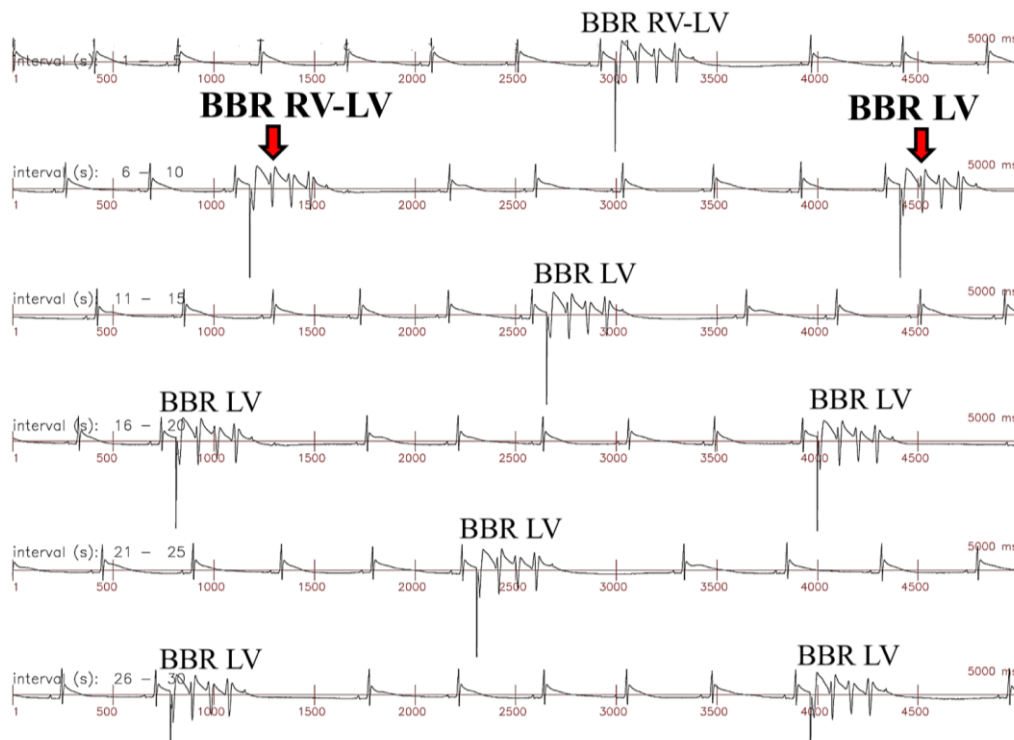 BBR RV-LV
interval (s): 1 - 5 5000 ms
1 500 1000 1500 2000 2500 3000 3500 4000 4500
BBR RV-LV BBR LV
interval (s): 6 - 10 5000 ms
1 500 1000 1500 2000 2500 3000 3500 4000 4500
BBR LV
interval (s): 11 - 15 5000 ms
1 500 1000 1500 2000 2500 3000 3500 4000 4500
BBR LV BBR LV
interval (s): 16 - 20 5000 ms
1 500 1000 1500 2000 2500 3000 3500 4000 4500
BBR LV
interval (s): 21 - 25 5000 ms
1 500 1000 1500 2000 2500 3000 3500 4000 4500
BBR LV BBR LV
interval (s): 26 - 30 5000 ms
1 500 1000 1500 2000 2500 3000 3500 4000 4500